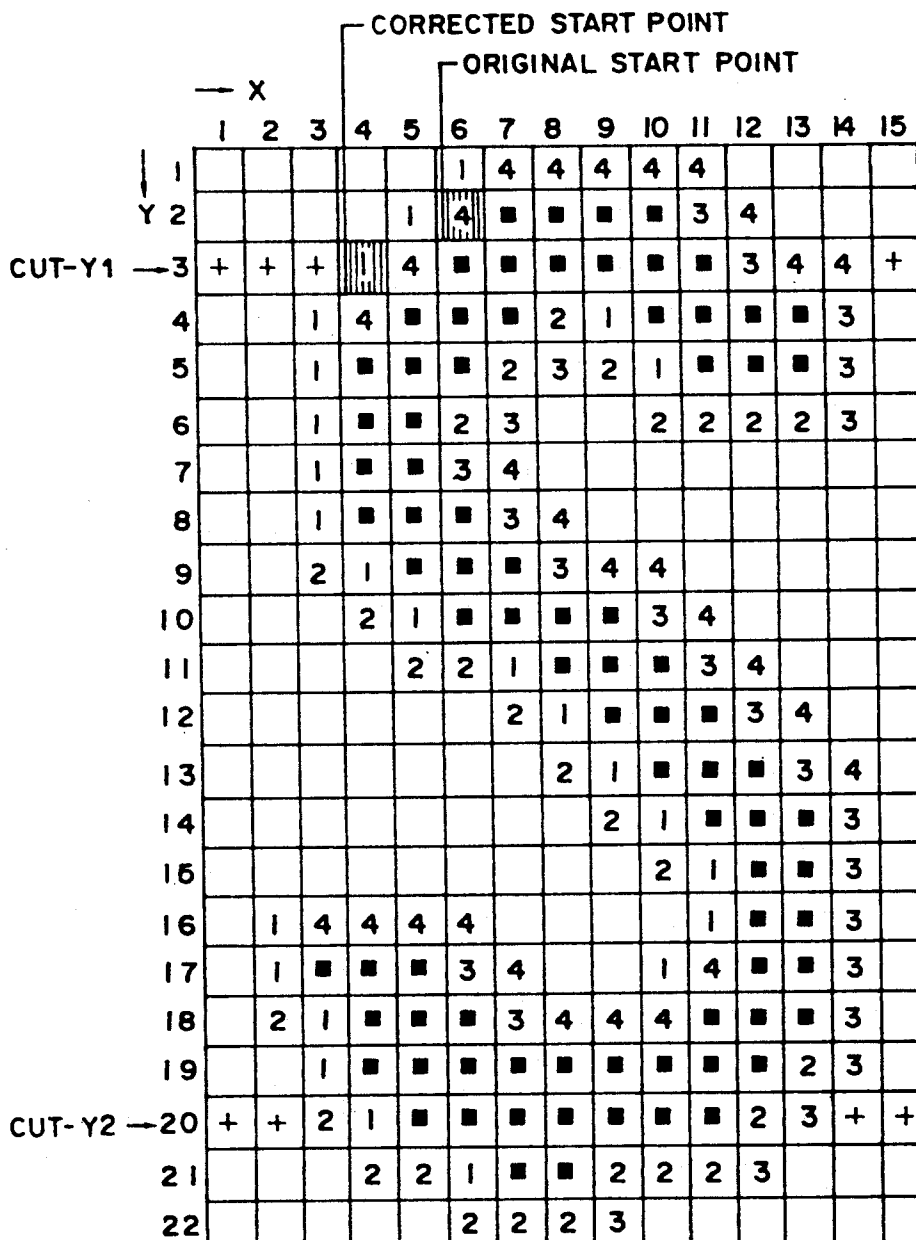 CORRECTED START POINT
ORIGINAL START POINT
→ X
1 2 3 4 5 6 7 8 9 10 11 12 13 14 15
1 1 4 4 4 4 4
Y 2 1 4 ■ ■ ■ ■ 3 4
CUT-Y1 → 3 + + + 1 4 ■ ■ ■ ■ ■ ■ 3 4 4 +
4 1 4 ■ ■ ■ 2 1 ■ ■ ■ ■ 3
5 1 ■ ■ ■ 2 3 2 1 ■ ■ ■ 3
6 1 ■ ■ 2 3 2 2 2 2 3
7 1 ■ ■ 3 4
8 1 ■ ■ ■ 3 4
9 2 1 ■ ■ ■ 3 4 4
10 2 1 ■ ■ ■ ■ 3 4
11 2 2 1 ■ ■ ■ 3 4
12 2 1 ■ ■ ■ 3 4
13 2 1 ■ ■ ■ 3 4
14 2 1 ■ ■ ■ 3
15 2 1 ■ ■ 3
16 1 4 4 4 4 1 ■ ■ 3
17 1 ■ ■ ■ 3 4 1 4 ■ ■ 3
18 2 1 ■ ■ ■ 3 4 4 4 ■ ■ ■ 3
19 1 ■ ■ ■ ■ ■ ■ ■ ■ ■ 2 3
CUT-Y2 → 20 + + 2 1 ■ ■ ■ ■ ■ ■ ■ 2 3 + +
21 2 2 1 ■ ■ 2 2 2 3
22 2 2 2 3